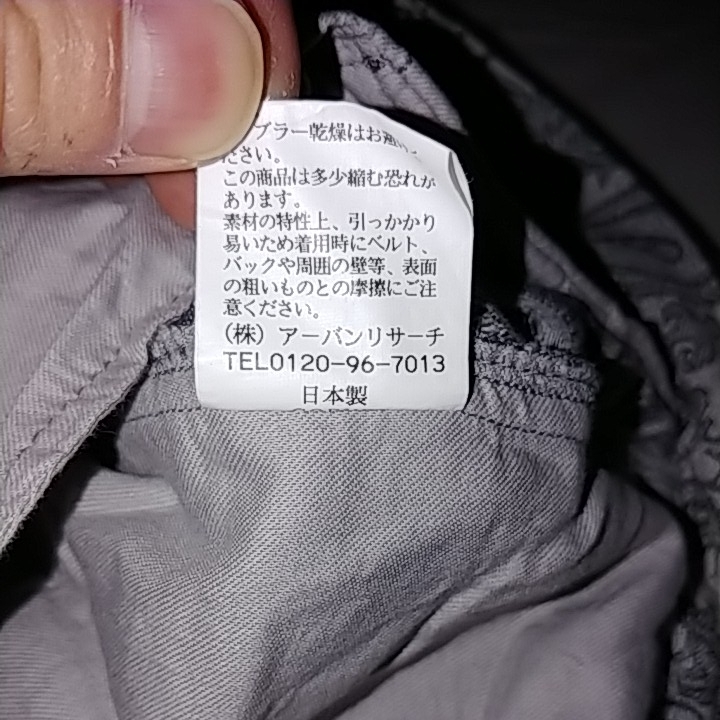 ブラー乾燥はお避け
ださい。
この商品は多少縮む恐れが
あります。
素材の特性上、引っかかり
易いため着用時にベルト、
バックや周囲の壁等、表面
の粗いものとの摩擦にご注
意ください。
(株) アーバンリサーチ
TEL0120-96-7013
日本製